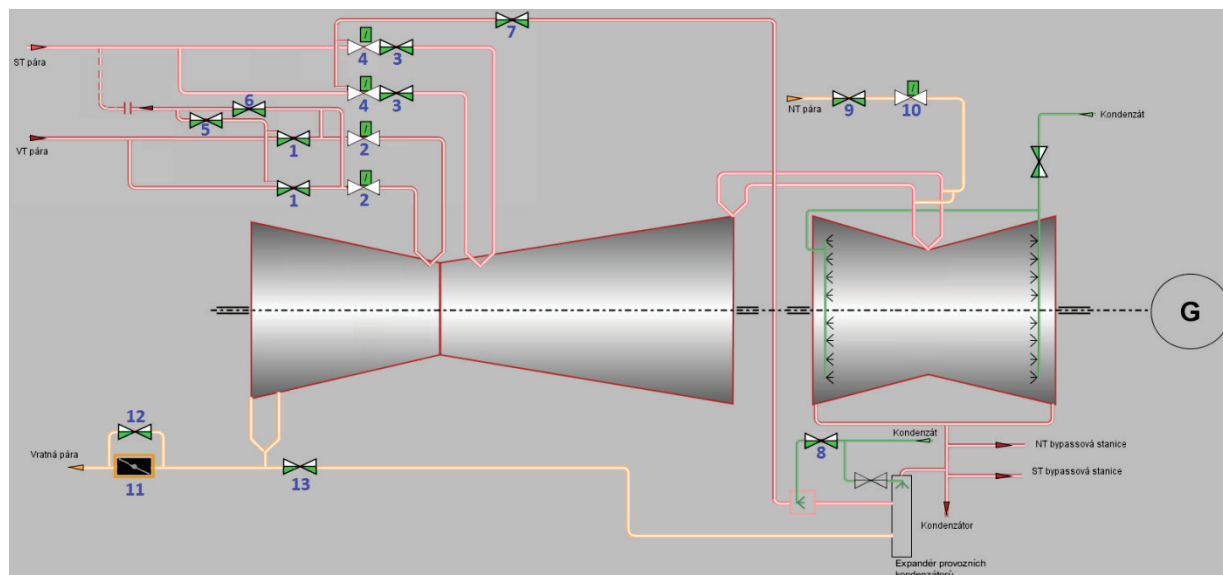 7
ST pára
4
3
I
4
3
I
NT pára
9
10
I
Kondenzát
6
5
VT pára
1
2
I
1
2
I
G
12
Vratná pára
11
13
8
Kondenzát
NT bypassová stanice
ST bypassová stanice
Kondenzátor
Expandér provozních
kondenzátorů